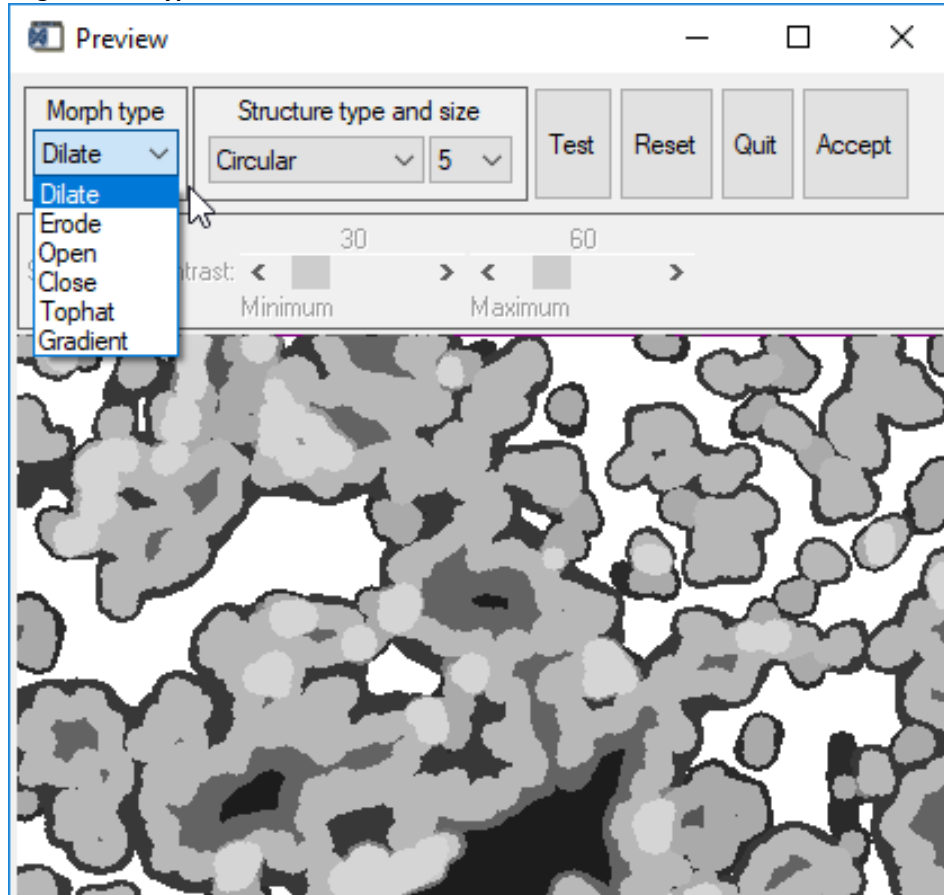 Preview
Morph type
Dilate
Structure type and size
Circular
5
Test
Reset
Quit
Accept
Dilate
Erode
Open
Close
Tophat
Gradient
30
60
Minimum
Maximum